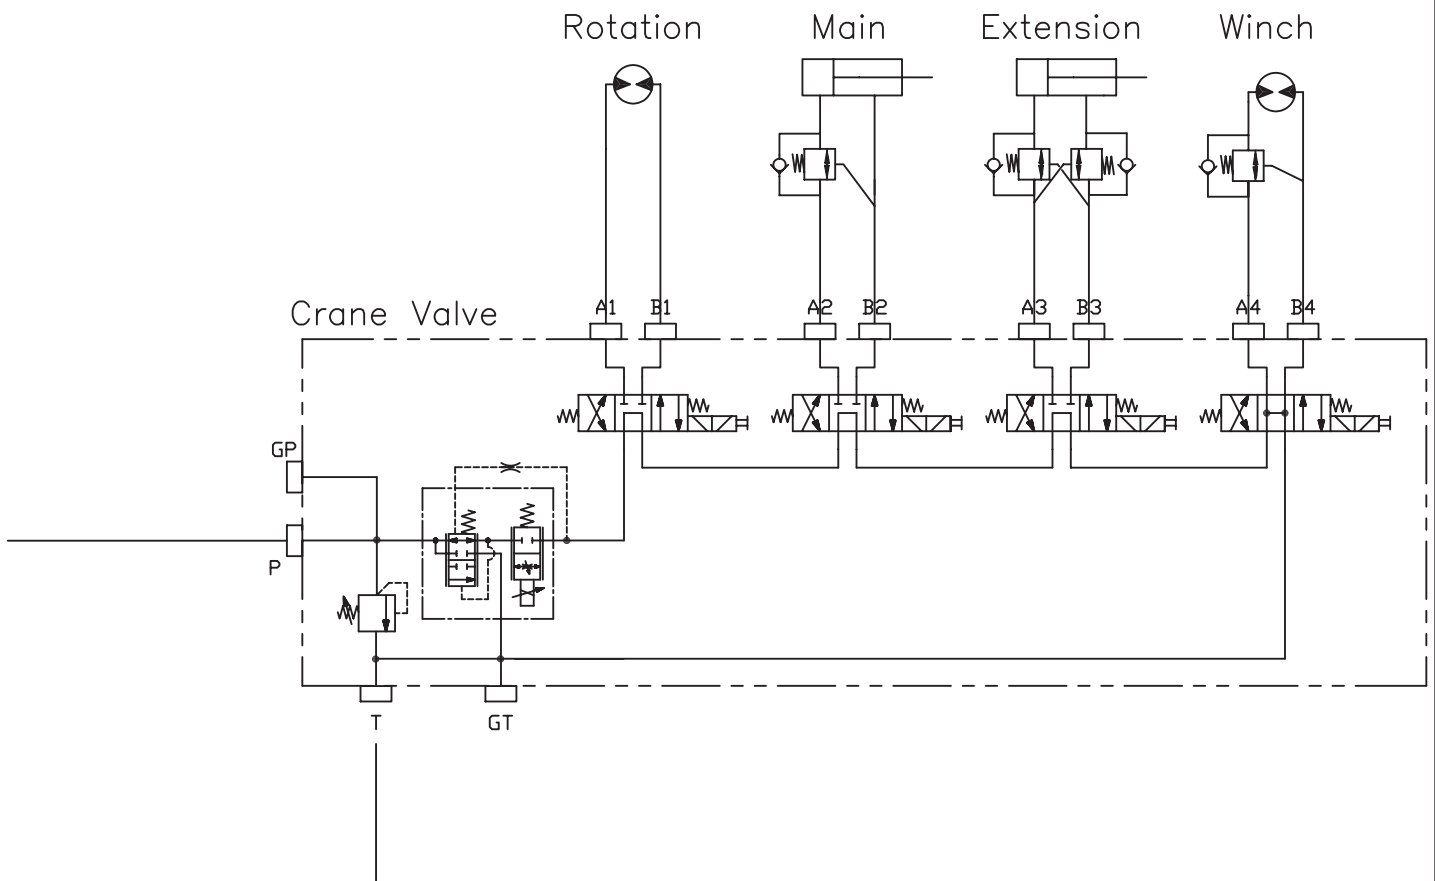 Rotation Main Extension Winch
A1 B1 A2 B2 A3 B3 A4 B4
Crane Valve
GP
P
T GT